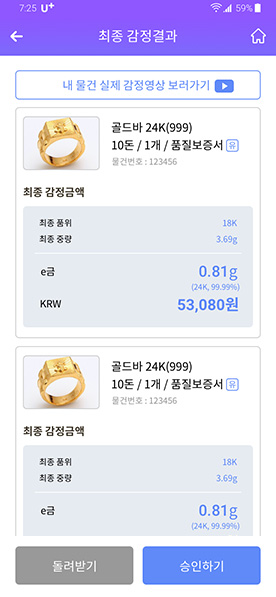 7:25 U+ 59%
최종 감정결과
내 물건 실제 감정영상 보러가기
골드바 24K(999)
10돈 / 1개 / 품질보증서 유
물건번호 : 123456
최종 감정금액
최종 품위 18K
최종 중량 3.69g
e금 0.81g
(24K, 99.99%)
KRW 53,080원
골드바 24K(999)
10돈 / 1개 / 품질보증서 유
물건번호 : 123456
최종 감정금액
최종 품위 18K
최종 중량 3.69g
e금 0.81g
(24K, 99.99%)
돌려받기 승인하기